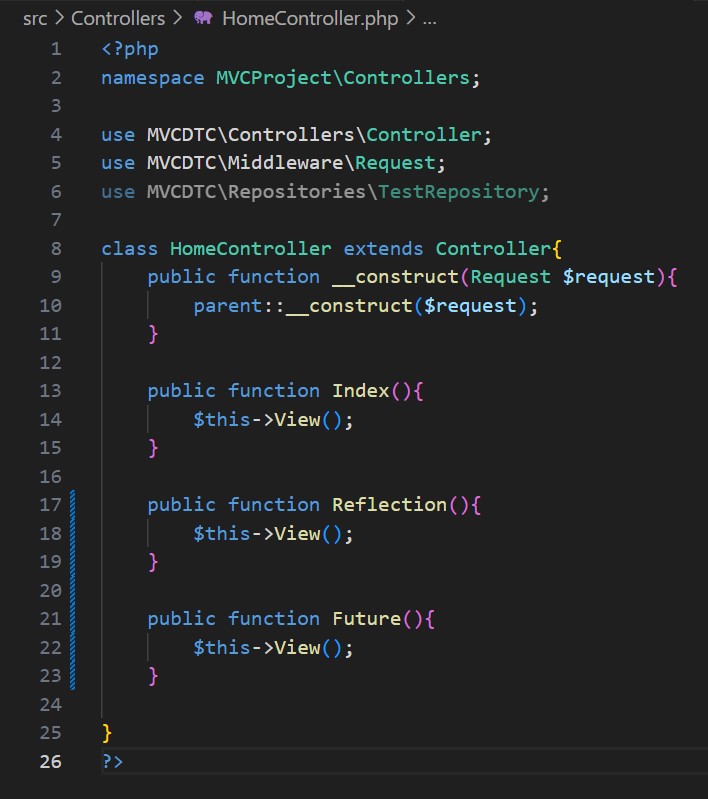 src > Controllers > HomeController.php > ...
1 <?php
2 namespace MVCProject\Controllers;
3
4 use MVCDTC\Controllers\Controller;
5 use MVCDTC\Middleware\Request;
6 use MVCDTC\Repositories\TestRepository;
7
8 class HomeController extends Controller{
9     public function __construct(Request $request){
10         parent::__construct($request);
11     }
12
13     public function Index(){
14         $this->View();
15     }
16
17     public function Reflection(){
18         $this->View();
19     }
20
21     public function Future(){
22         $this->View();
23     }
24
25 }
26 ?>